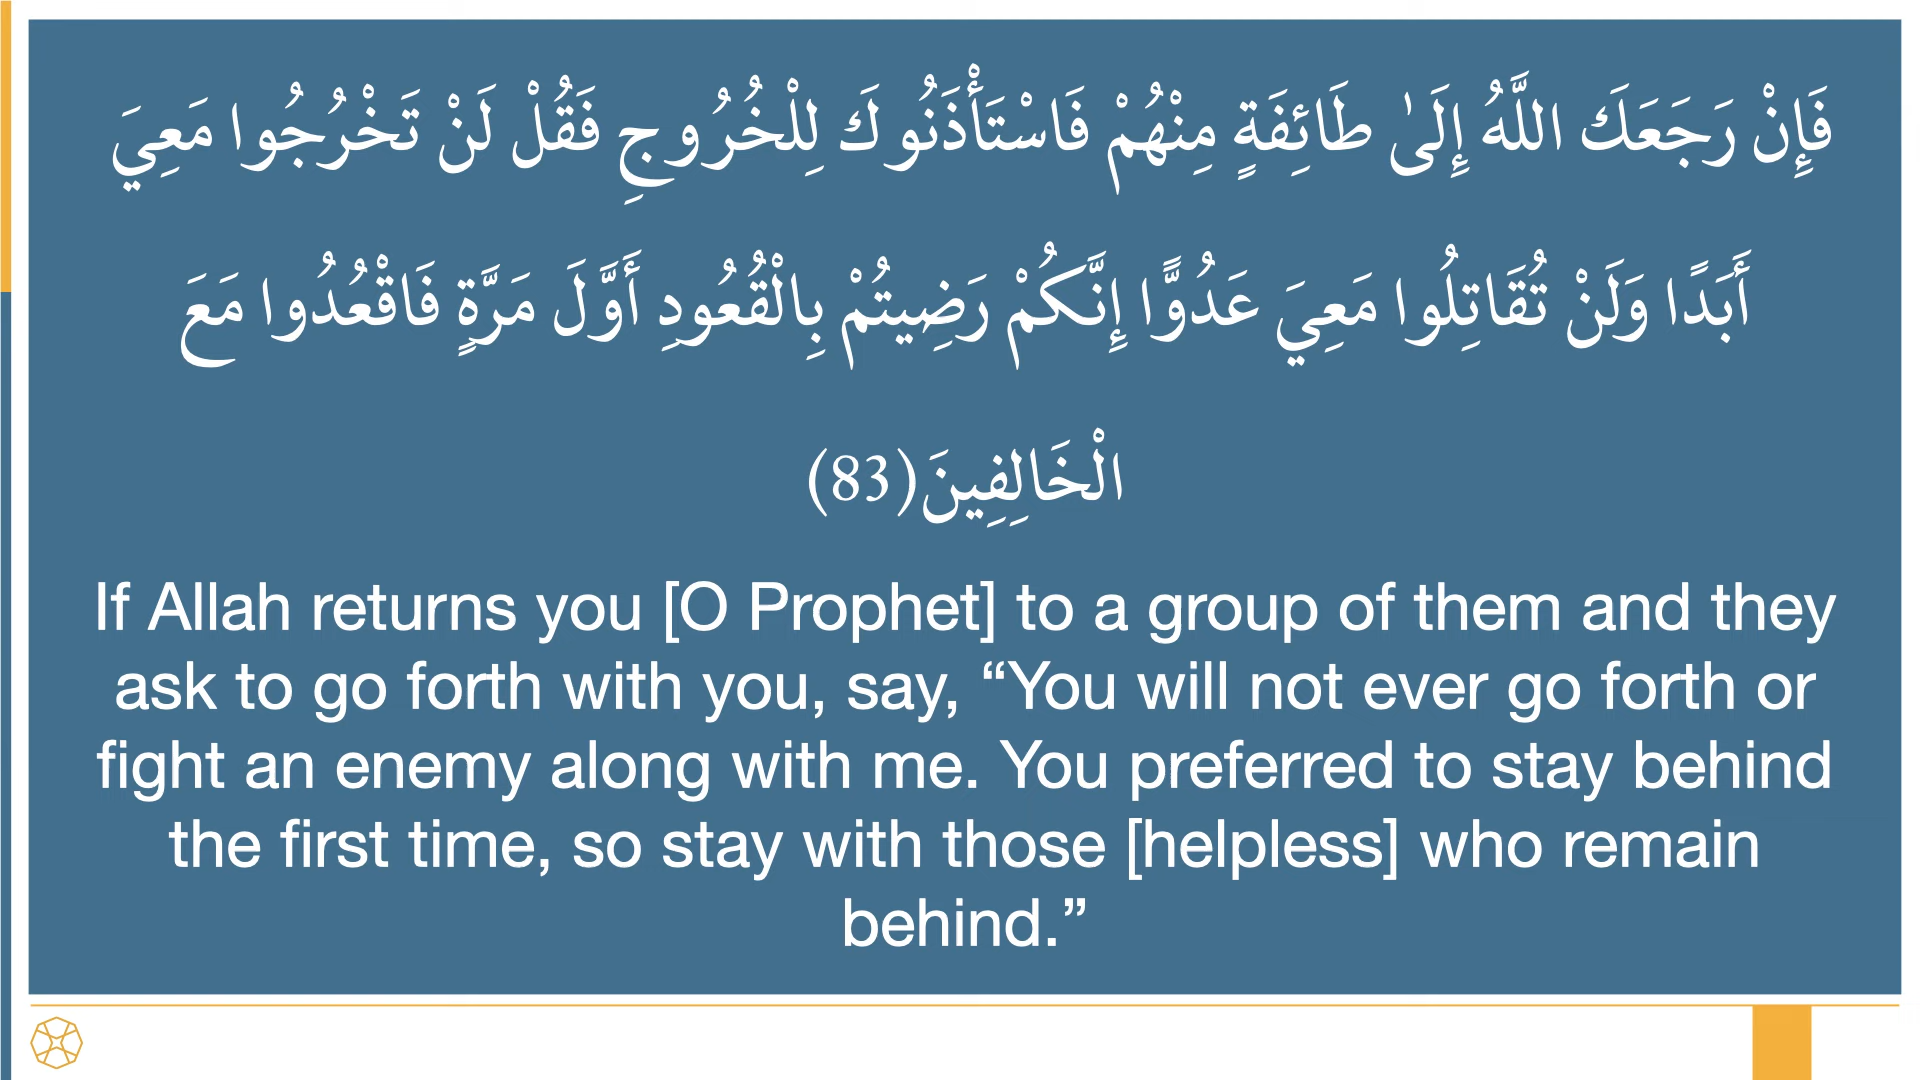 فَإِنْ رَجَعَكَ اللَّهُ إِلَىٰ طَائِفَةٍ مِنْهُمْ فَاسْتَأْذَنُوكَ لِلْخُرُوجِ فَقُلْ لَنْ تَخْرُجُوا مَعِيَ
أَبَدًا وَلَنْ تُقَاتِلُوا مَعِيَ عَدُوًّا إِنَّكُمْ رَضِيتُمْ بِالْقُعُودِ أَوَّلَ مَرَّةٍ فَاقْعُدُوا مَعَ
الْخَالِفِينَ(83)
If Allah returns you [O Prophet] to a group of them and they
ask to go forth with you, say, “You will not ever go forth or
fight an enemy along with me. You preferred to stay behind
the first time, so stay with those [helpless] who remain
behind.”